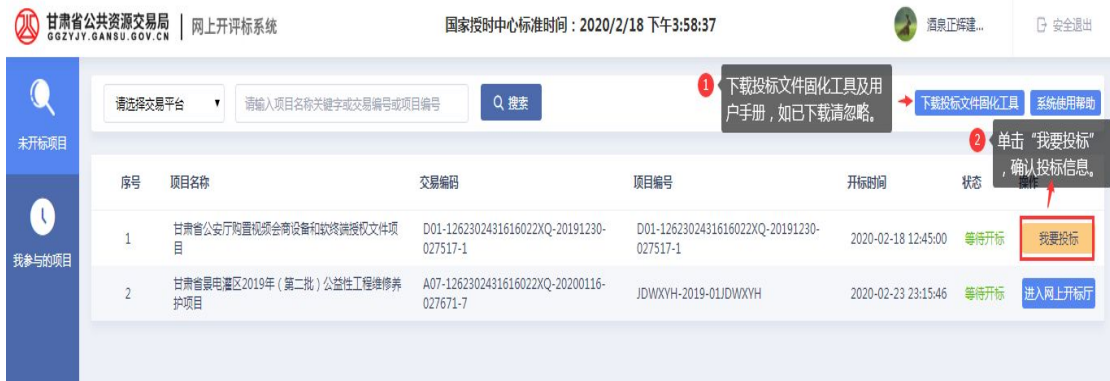 甘肃省公共资源交易局
GGZYJY.GANSU.GOV.CN
网上开评标系统
国家授时中心标准时间：2020/2/18 下午3:58:37
酒泉正辉建...
安全退出
未开标项目
我参与的项目
请选择交易平台
请输入项目名称关键字或交易编号或项目编号
搜索
1
下载投标文件固化工具及用
户手册，如已下载请忽略。
下载投标文件固化工具
系统使用帮助
2
单击“我要投标”
，确认投标信息。
序号 项目名称 交易编码 项目编号 开标时间 状态 操作
1
甘肃省公安厅购置视频会商设备和软终端授权文件项
目
D01-1262302431616022XQ-20191230-
027517-1
D01-1262302431616022XQ-20191230-
027517-1
2020-02-18 12:45:00
等待开标
我要投标
2
甘肃省景电灌区2019年（第二批）公益性工程维修养
护项目
A07-1262302431616022XQ-20200116-
027671-7
JDWXYH-2019-01JDWXYH
2020-02-23 23:15:46
等待开标
进入网上开标厅